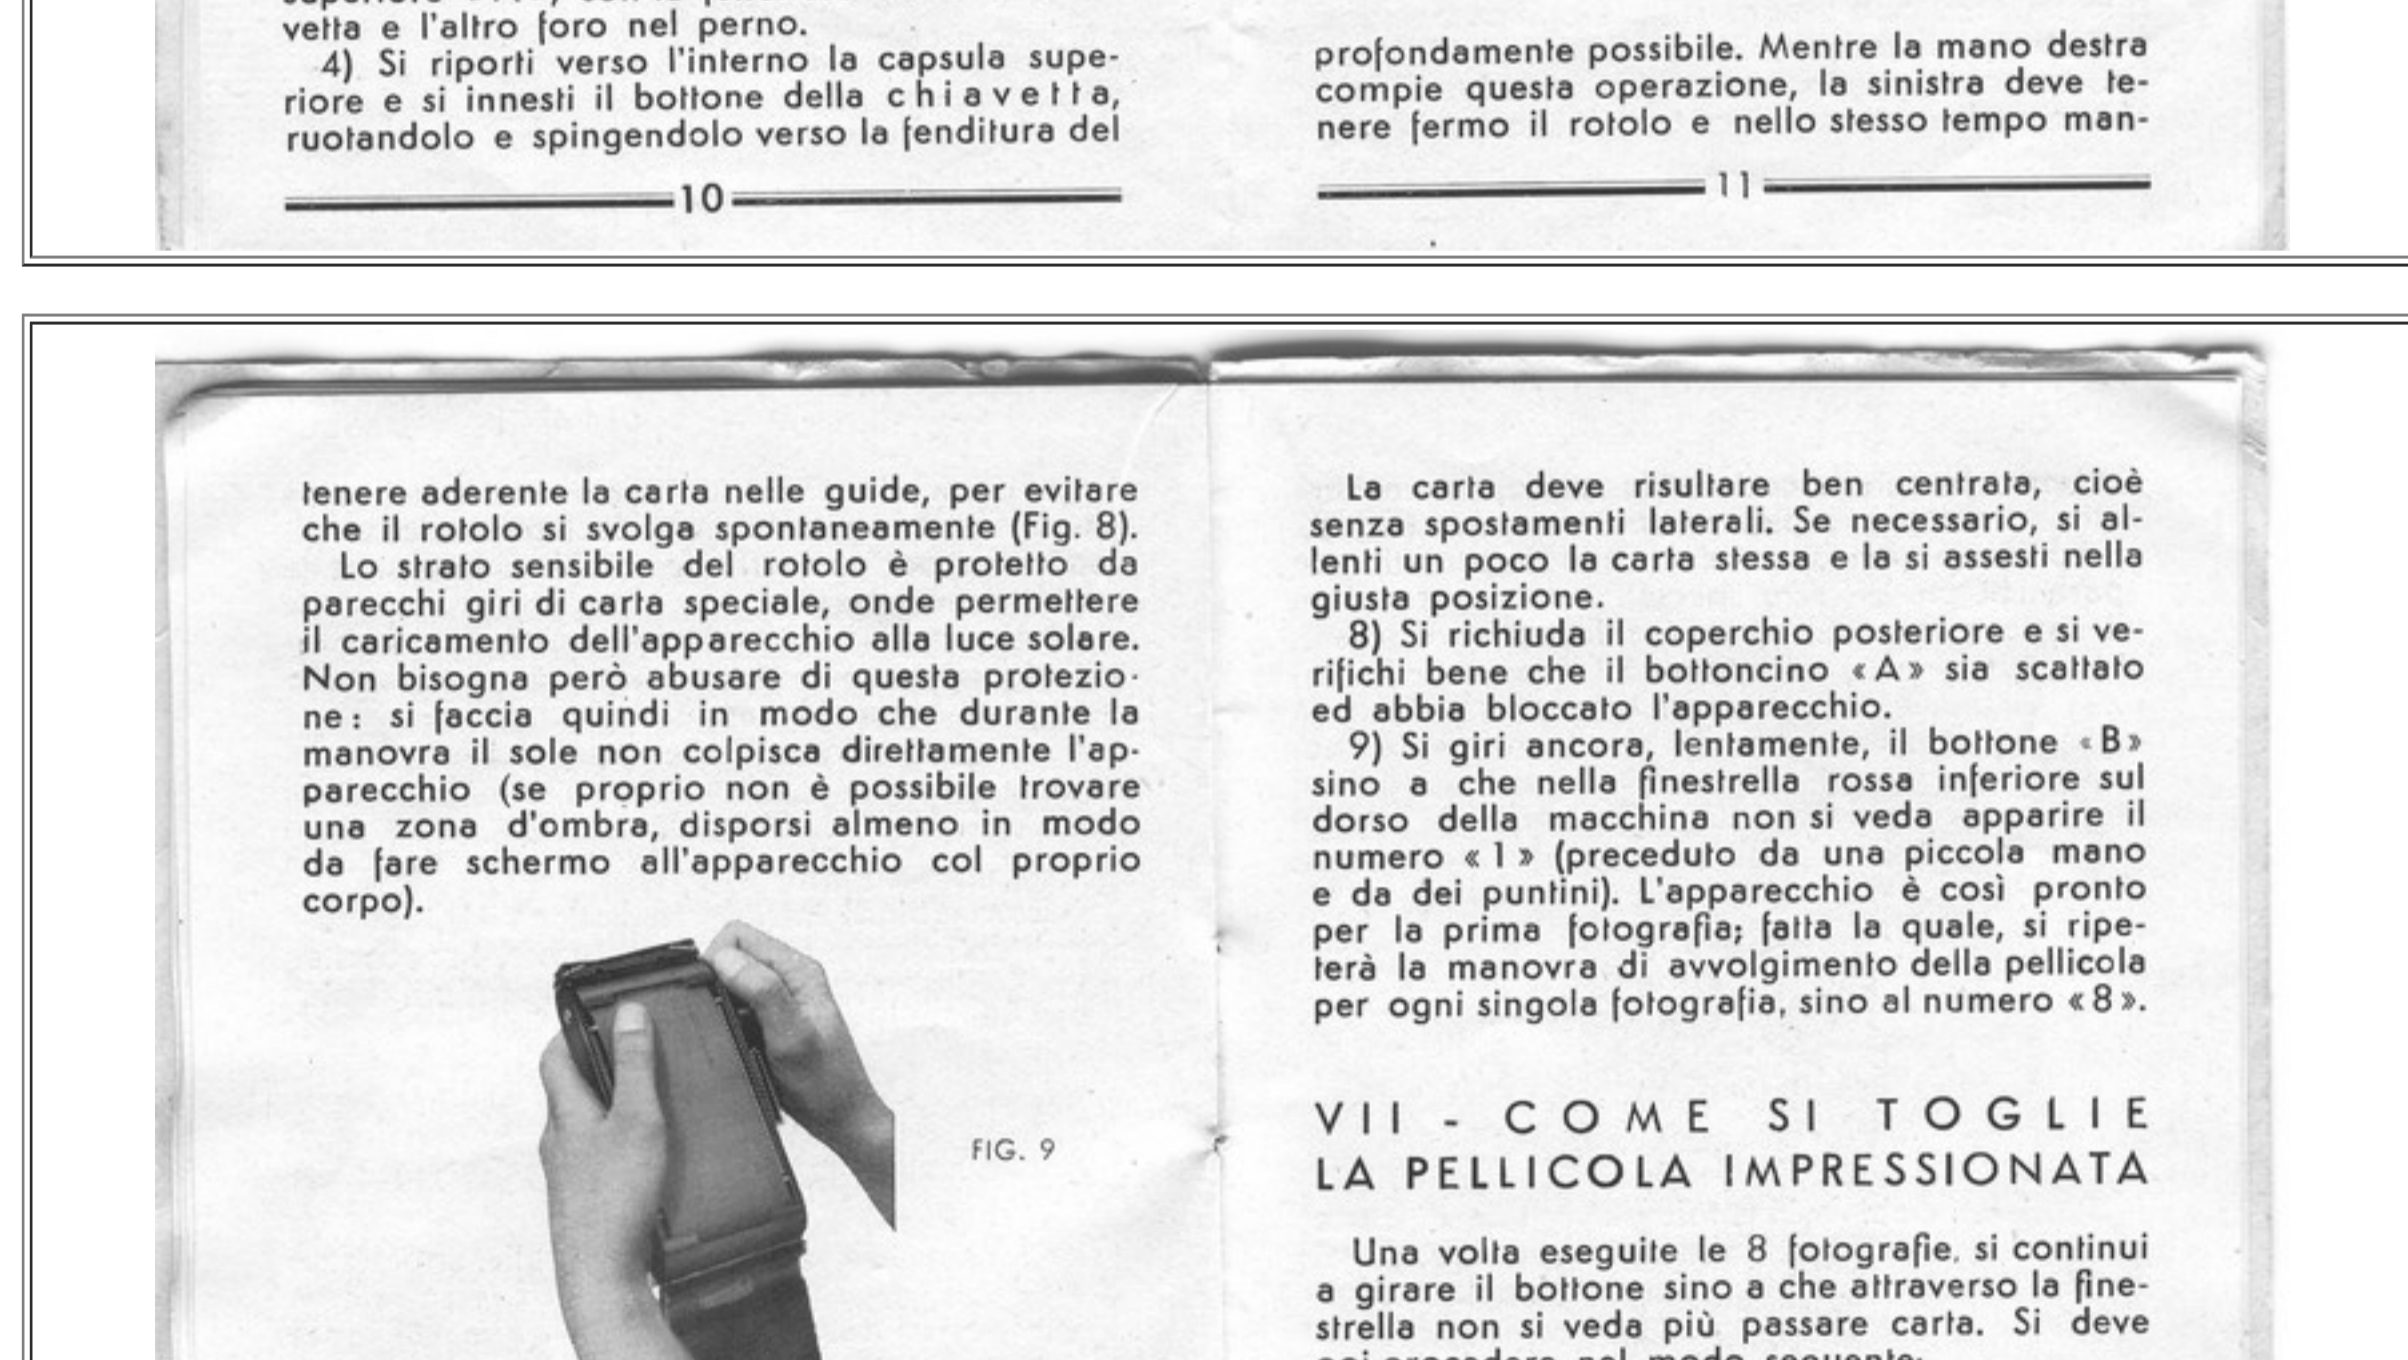 vetta e l'altro foro nel perno.
4) Si riporti verso l'interno la capsula supe-
riore e si innesti il bottone della chiavetta,
ruotandolo e spingendolo verso la fenditura del
10
profondamente possibile. Mentre la mano destra
compie questa operazione, la sinistra deve te-
nere fermo il rotolo e nello stesso tempo man-
11
tenere aderente la carta nelle guide, per evitare
che il rotolo si svolga spontaneamente (Fig. 8).
Lo strato sensibile del rotolo è protetto da
parecchi giri di carta speciale, onde permettere
il caricamento dell'apparecchio alla luce solare.
Non bisogna però abusare di questa protezio-
ne: si faccia quindi in modo che durante la
manovra il sole non colpisca direttamente l'ap-
parecchio (se proprio non è possibile trovare
una zona d'ombra, disporsi almeno in modo
da fare schermo all'apparecchio col proprio
corpo).
FIG. 9
La carta deve risultare ben centrata, cioè
senza spostamenti laterali. Se necessario, si al-
lenti un poco la carta stessa e la si assesti nella
giusta posizione.
8) Si richiuda il coperchio posteriore e si ve-
rifichi bene che il bottoncino «A» sia scattato
ed abbia bloccato l'apparecchio.
9) Si giri ancora, lentamente, il bottone «B»
sino a che nella finestrella rossa inferiore sul
dorso della macchina non si veda apparire il
numero «1» (preceduto da una piccola mano
e da dei puntini). L'apparecchio è così pronto
per la prima fotografia; fatta la quale, si ripe-
terà la manovra di avvolgimento della pellicola
per ogni singola fotografia, sino al numero «8».
VII - COME SI TOGLIE
LA PELLICOLA IMPRESSIONATA
Una volta eseguite le 8 fotografie, si continui
a girare il bottone sino a che attraverso la fine-
strella non si veda più passare carta. Si deve